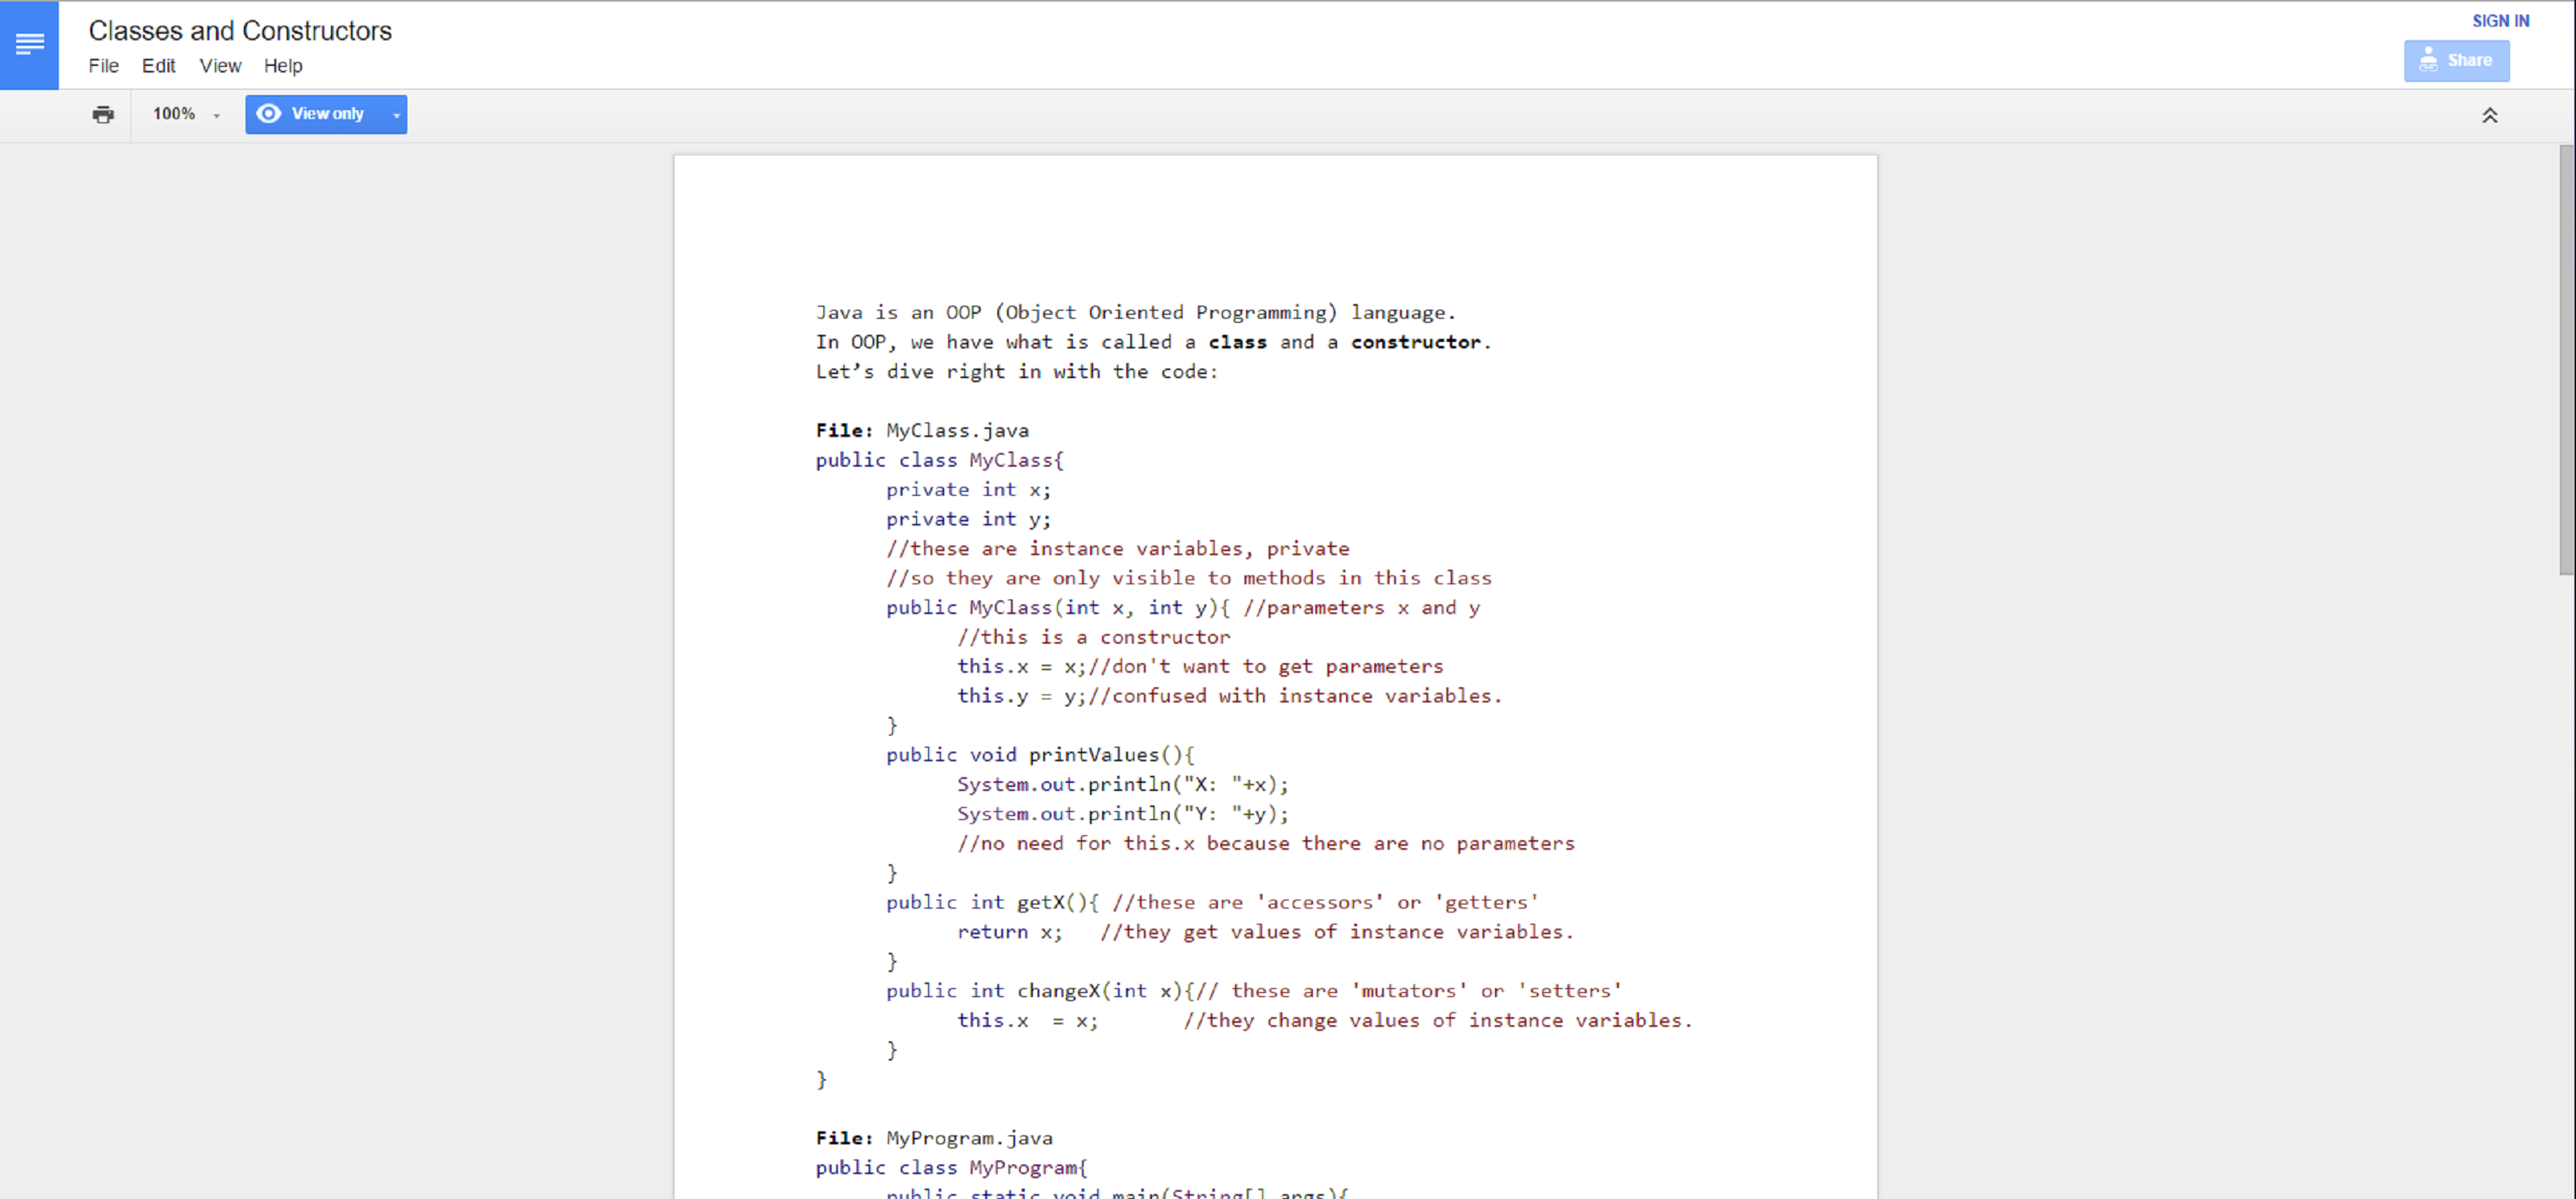 Classes and Constructors
SIGN IN
File Edit View Help
Share
100% View only
Java is an OOP (Object Oriented Programming) language.
In OOP, we have what is called a class and a constructor.
Let’s dive right in with the code:
File: MyClass.java
public class MyClass{
private int x;
private int y;
//these are instance variables, private
//so they are only visible to methods in this class
public MyClass(int x, int y){ //parameters x and y
//this is a constructor
this.x = x;//don't want to get parameters
this.y = y;//confused with instance variables.
}
public void printValues(){
System.out.println("X: "+x);
System.out.println("Y: "+y);
//no need for this.x because there are no parameters
}
public int getX(){ //these are 'accessors' or 'getters'
return x; //they get values of instance variables.
}
public int changeX(int x){// these are 'mutators' or 'setters'
this.x = x; //they change values of instance variables.
}
}
File: MyProgram.java
public class MyProgram{
public static void main(String[] args){